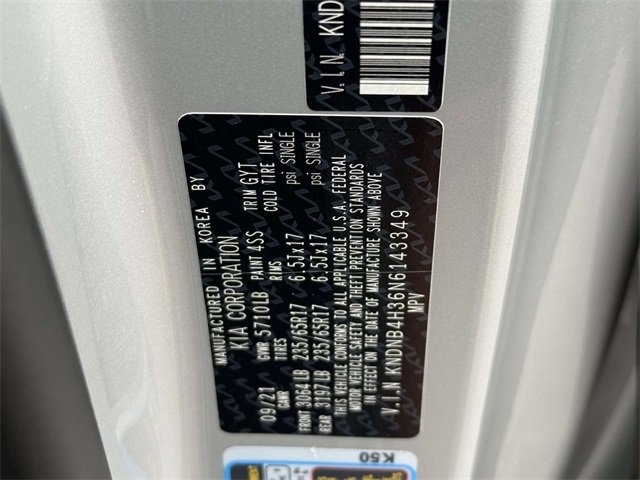 V.I.N. KND
MANUFACTURED IN KOREA BY
KIA CORPORATION
09/21 GVWR 5710LB PAINT 4SS TRIM GYT
GAWR TIRES RIMS COLD TIRE INFL
FRONT 3064LB 235/65R17 6.5Jx17 psi SINGLE
REAR 3197LB 235/65R17 6.5Jx17 psi SINGLE
THIS VEHICLE CONFORMS TO ALL APPLICABLE U.S.A. FEDERAL
MOTOR VEHICLE SAFETY AND THEFT PREVENTION STANDARDS
IN EFFECT ON THE DATE OF MANUFACTURE SHOWN ABOVE
V.I.N KNDNB4H36N6143349
MPV
K50